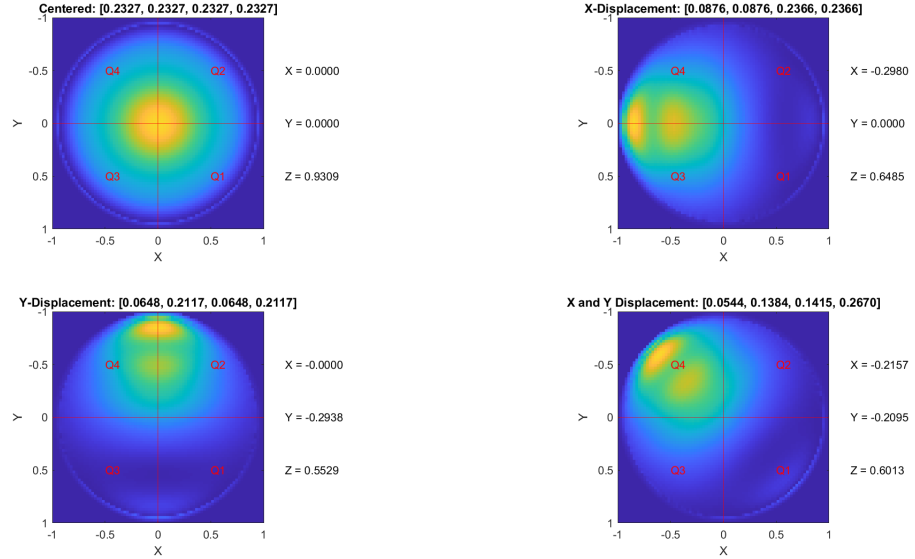 Centered: [0.2327, 0.2327, 0.2327, 0.2327]
-1
-0.5
0
0.5
1
Y
Q4
Q2
Q3
Q1
X = 0.0000
Y = 0.0000
Z = 0.9309
-1
-0.5
0
0.5
1
X
X-Displacement: [0.0876, 0.0876, 0.2366, 0.2366]
-1
-0.5
0
0.5
1
Y
Q4
Q2
Q3
Q1
X = -0.2980
Y = 0.0000
Z = 0.6485
-1
-0.5
0
0.5
1
X
Y-Displacement: [0.0648, 0.2117, 0.0648, 0.2117]
-1
-0.5
0
0.5
1
Y
Q4
Q2
Q3
Q1
X = -0.0000
Y = -0.2938
Z = 0.5529
-1
-0.5
0
0.5
1
X
X and Y Displacement: [0.0544, 0.1384, 0.1415, 0.2670]
-1
-0.5
0
0.5
1
Y
Q4
Q2
Q3
Q1
X = -0.2157
Y = -0.2095
Z = 0.6013
-1
-0.5
0
0.5
1
X